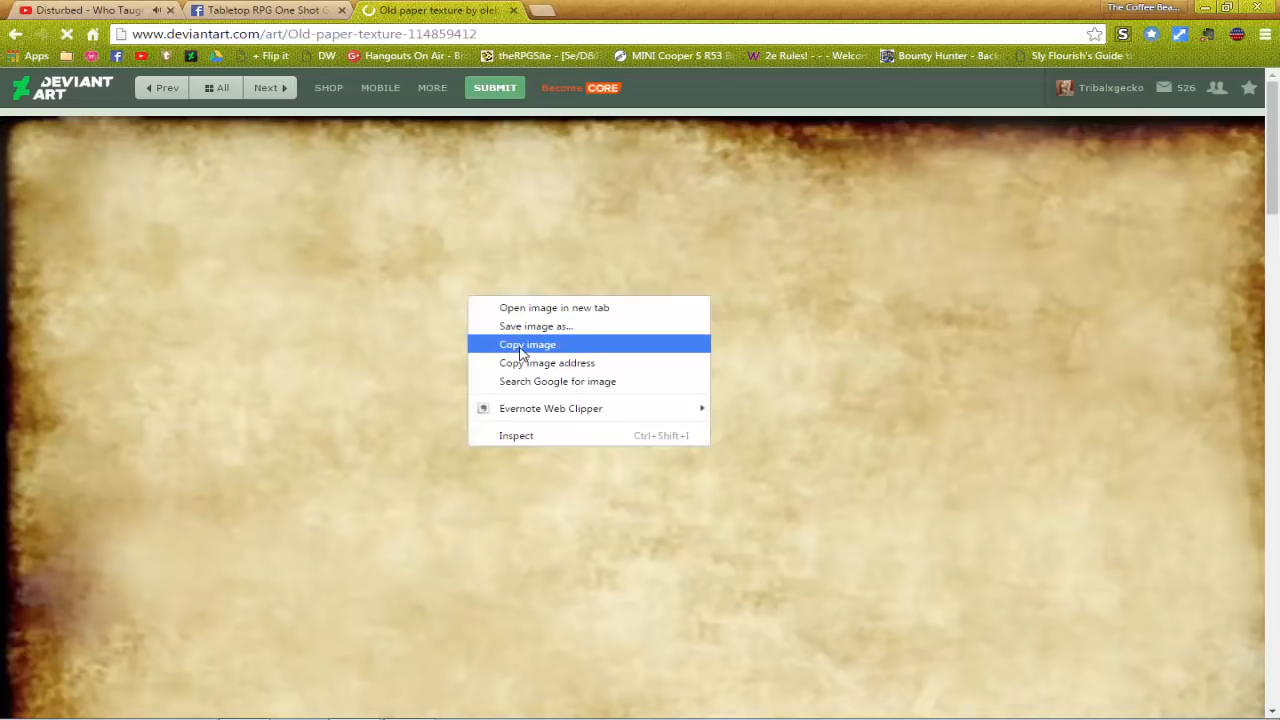 Disturbed - Who Taug
Tabletop RPG One Shot
Old paper texture by ole
The Coffee Bea...
www.deviantart.com/art/Old-paper-texture-114859412
Apps
+ Flip it
DW
Hangouts On Air - Br
theRPGSite - [5e/D&
MINI Cooper S R53
2e Rules! - - - Welco
Bounty Hunter - Back
Sly Flourish's Guide t
DEVIANT
ART
Prev
All
Next
SHOP
MOBILE
MORE
SUBMIT
Become CORE
Tribalxgecko
526
Open image in new tab
Save image as...
Copy image
Copy image address
Search Google for image
Evernote Web Clipper
Inspect Ctrl+Shift+I